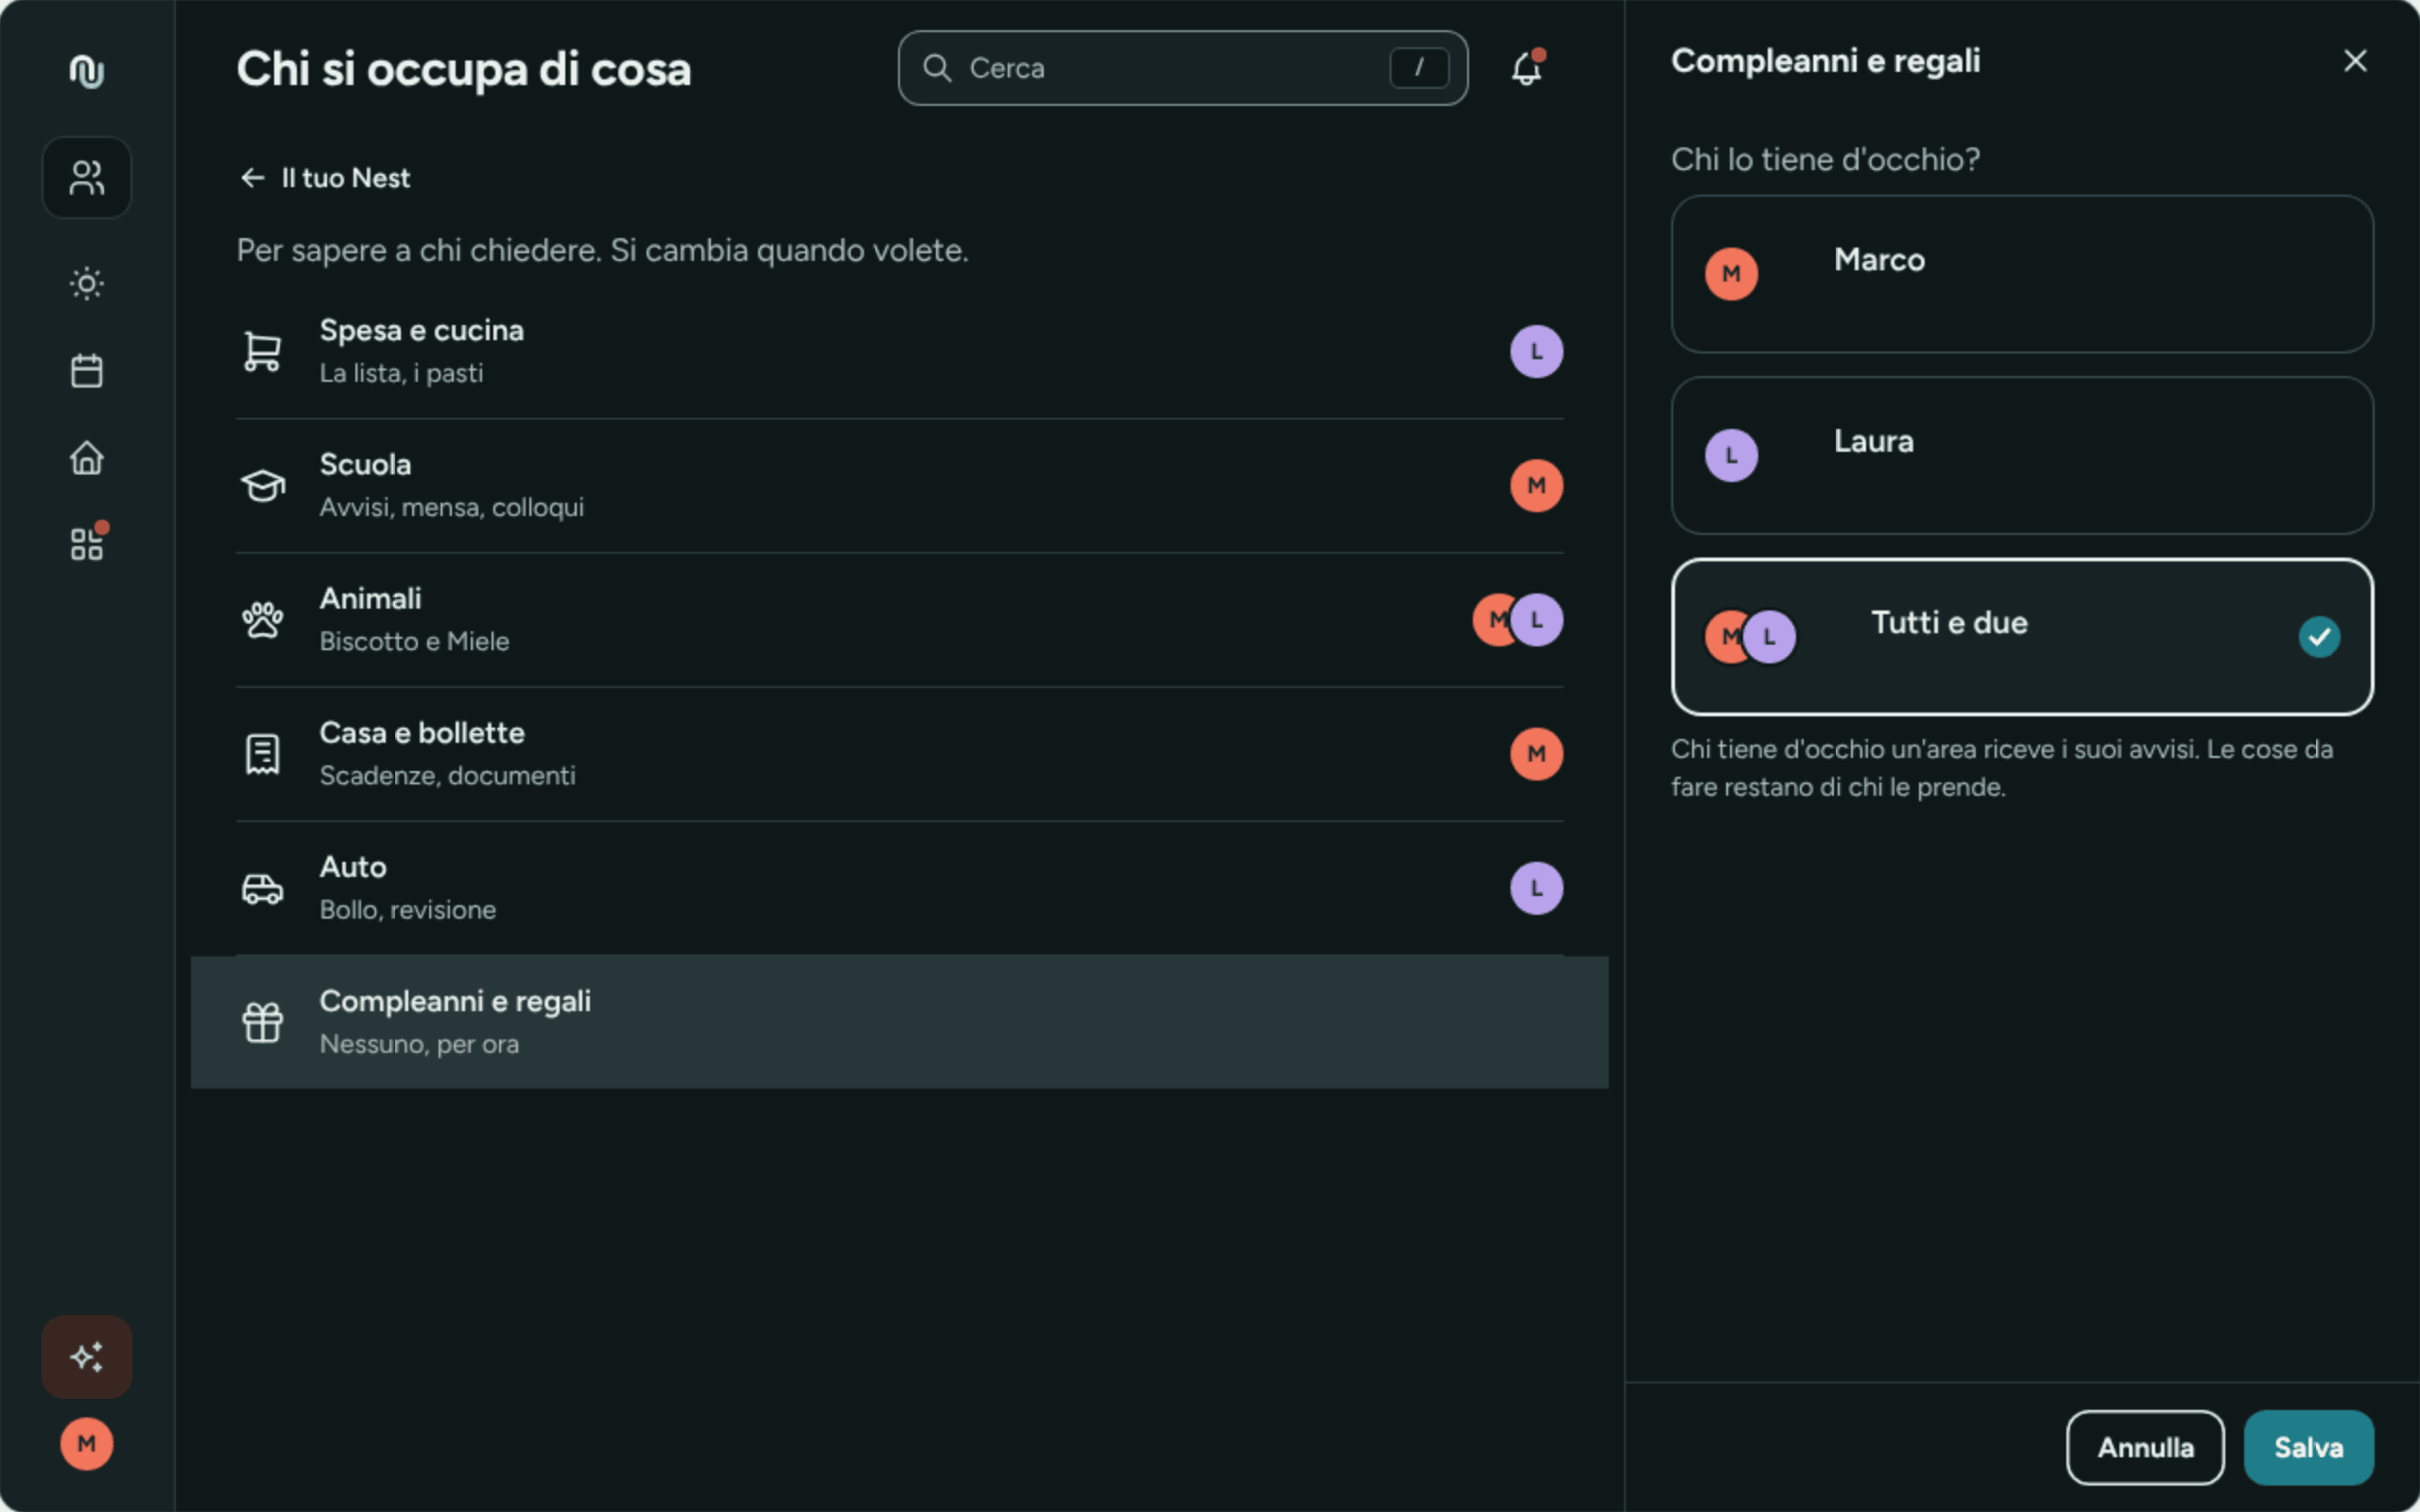 Chi si occupa di cosa
Cerca
/
Il tuo Nest
Per sapere a chi chiedere. Si cambia quando volete.
Spesa e cucina
La lista, i pasti
L
Scuola
Avvisi, mensa, colloqui
M
Animali
Biscotto e Miele
M L
Casa e bollette
Scadenze, documenti
M
Auto
Bollo, revisione
L
Compleanni e regali
Nessuno, per ora
M
Compleanni e regali
Chi lo tiene d'occhio?
M Marco
L Laura
M L Tutti e due
Chi tiene d'occhio un'area riceve i suoi avvisi. Le cose da
fare restano di chi le prende.
Annulla
Salva